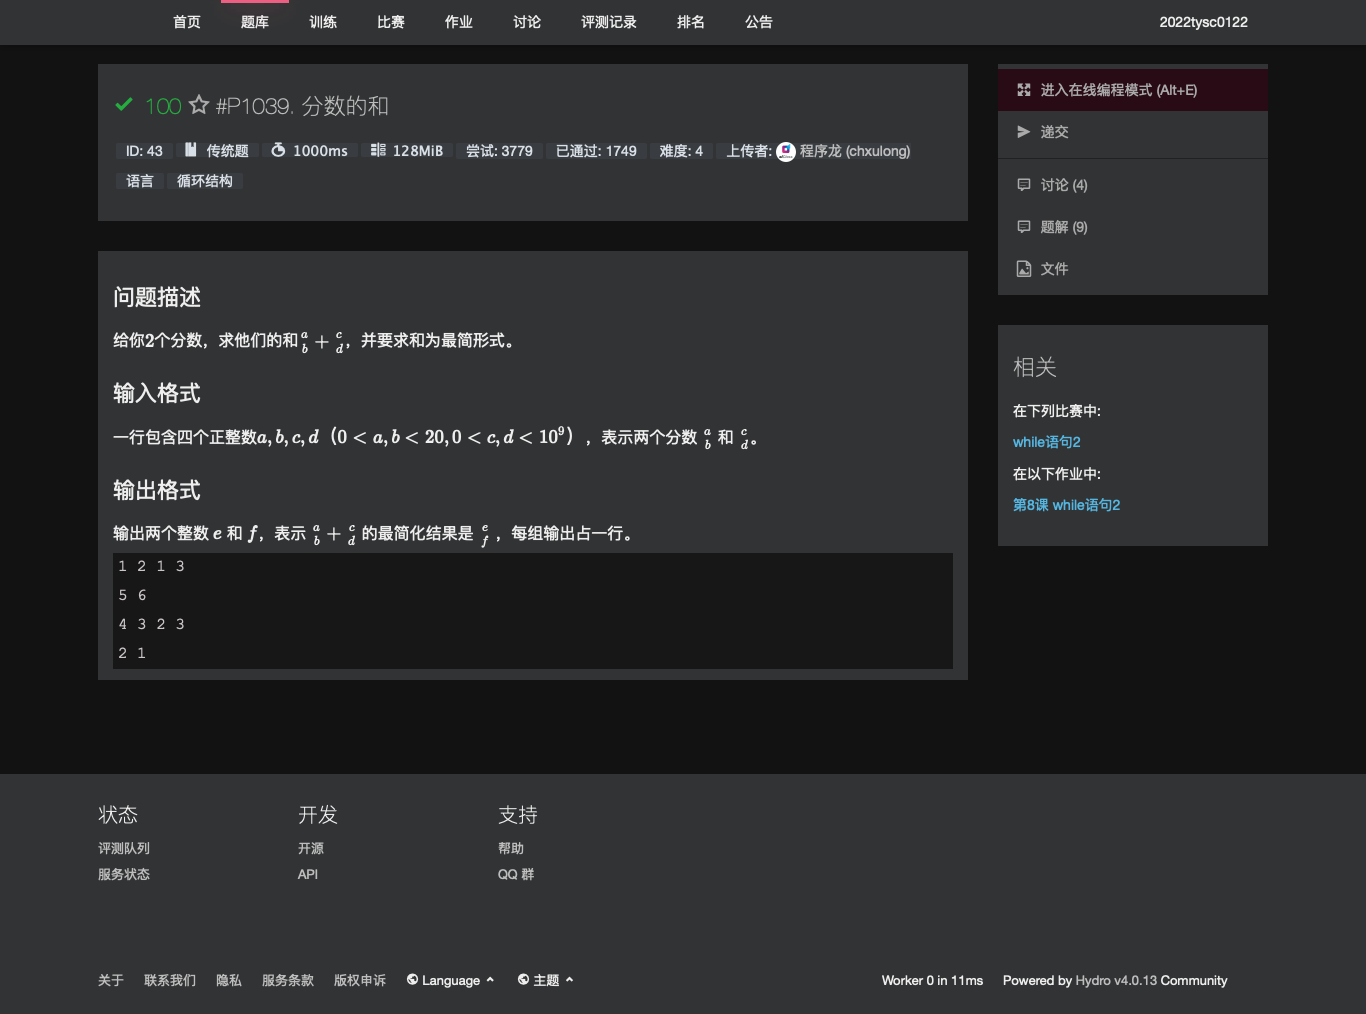 首页 题库 训练 比赛 作业 讨论 评测记录 排名 公告 2022tysc0122
100 #P1039. 分数的和
ID: 43 传统题 1000ms 128MiB 尝试: 3779 已通过: 1749 难度: 4 上传者: 程序龙 (chxulong)
语言 循环结构
问题描述
给你2个分数，求他们的和 a/b + c/d，并要求和为最简形式。
输入格式
一行包含四个正整数a, b, c, d（0 < a, b < 20, 0 < c, d < 10^9），表示两个分数 a/b 和 c/d。
输出格式
输出两个整数 e 和 f，表示 a/b + c/d 的最简化结果是 e/f，每组输出占一行。
1 2 1 3
5 6
4 3 2 3
2 1
进入在线编程模式 (Alt+E)
递交
讨论 (4)
题解 (9)
文件
相关
在下列比赛中:
while语句2
在以下作业中:
第8课 while语句2
状态 开发 支持
评测队列 开源 帮助
服务状态 API QQ 群
关于 联系我们 隐私 服务条款 版权申诉 Language 主题 Worker 0 in 11ms Powered by Hydro v4.0.13 Community